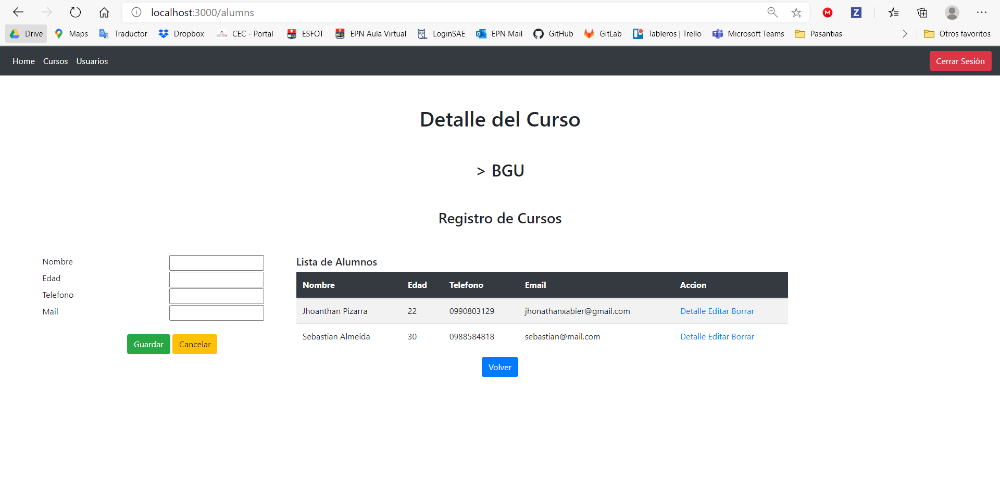 localhost:3000/alumns
Drive Maps Traductor Dropbox CEC - Portal ESFOT EPN Aula Virtual LoginSAE EPN Mail GitHub GitLab Tableros | Trello Microsoft Teams Pasantias Otros favoritos
Home Cursos Usuarios Cerrar Sesión
Detalle del Curso
> BGU
Registro de Cursos
Nombre
Edad
Telefono
Mail
Guardar Cancelar
Lista de Alumnos
Nombre Edad Telefono Email Accion
Jhoanthan Pizarra 22 0990803129 jhonathanxabier@gmail.com Detalle Editar Borrar
Sebastian Almeida 30 0988584818 sebastian@mail.com Detalle Editar Borrar
Volver